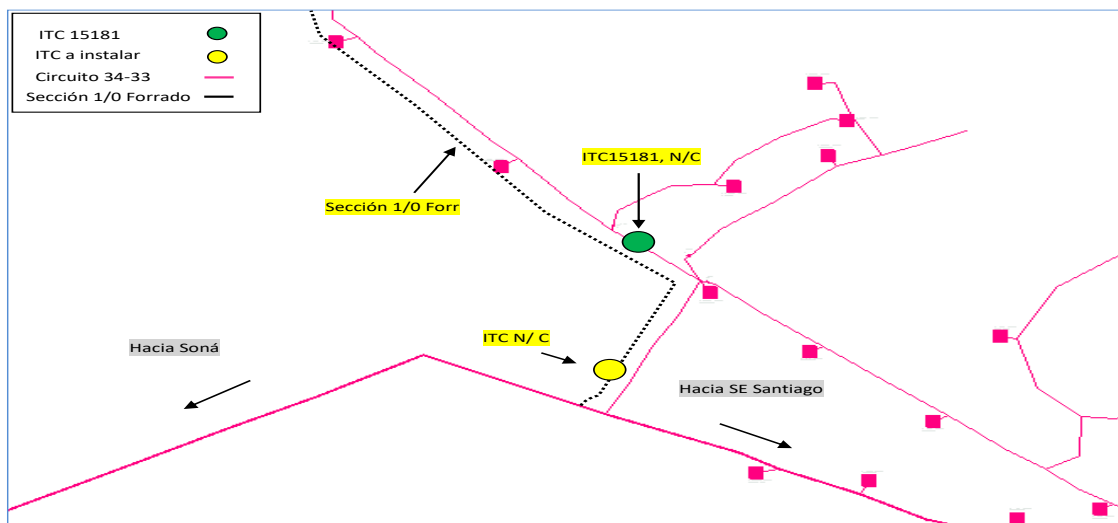 ITC 15181
ITC a instalar
Circuito 34-33
Sección 1/0 Forrado
ITC15181, N/C
Sección 1/0 Forr
ITC N/ C
Hacia Soná
Hacia SE Santiago